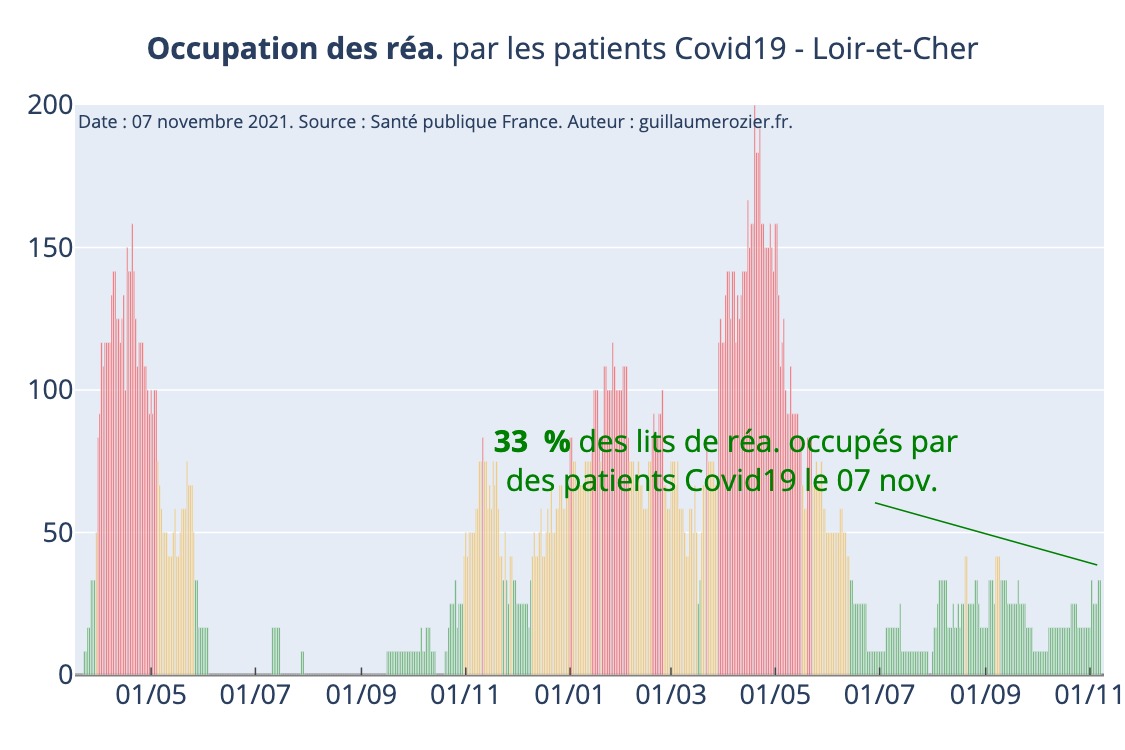 Occupation des réa. par les patients Covid19 - Loir-et-Cher
200
Date : 07 novembre 2021. Source : Santé publique France. Auteur : guillaumerozier.fr.
150
100
33 % des lits de réa. occupés par
des patients Covid19 le 07 nov.
50
0
01/05 01/07 01/09 01/11 01/01 01/03 01/05 01/07 01/09 01/11